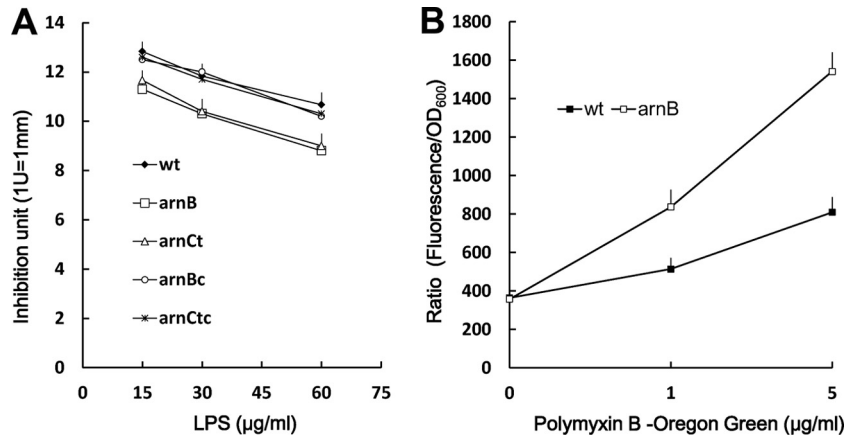 A
14
12
10
8
6
4
2
0
Inhibition unit (1U=1mm)
wt
arnB
arnCt
arnBc
arnCtc
0 15 30 45 60 75
LPS (µg/ml)
B
1800
1600
1400
1200
1000
800
600
400
200
0
Ratio (Fluorescence/OD600)
wt arnB
0 1 5
Polymyxin B -Oregon Green (µg/ml)